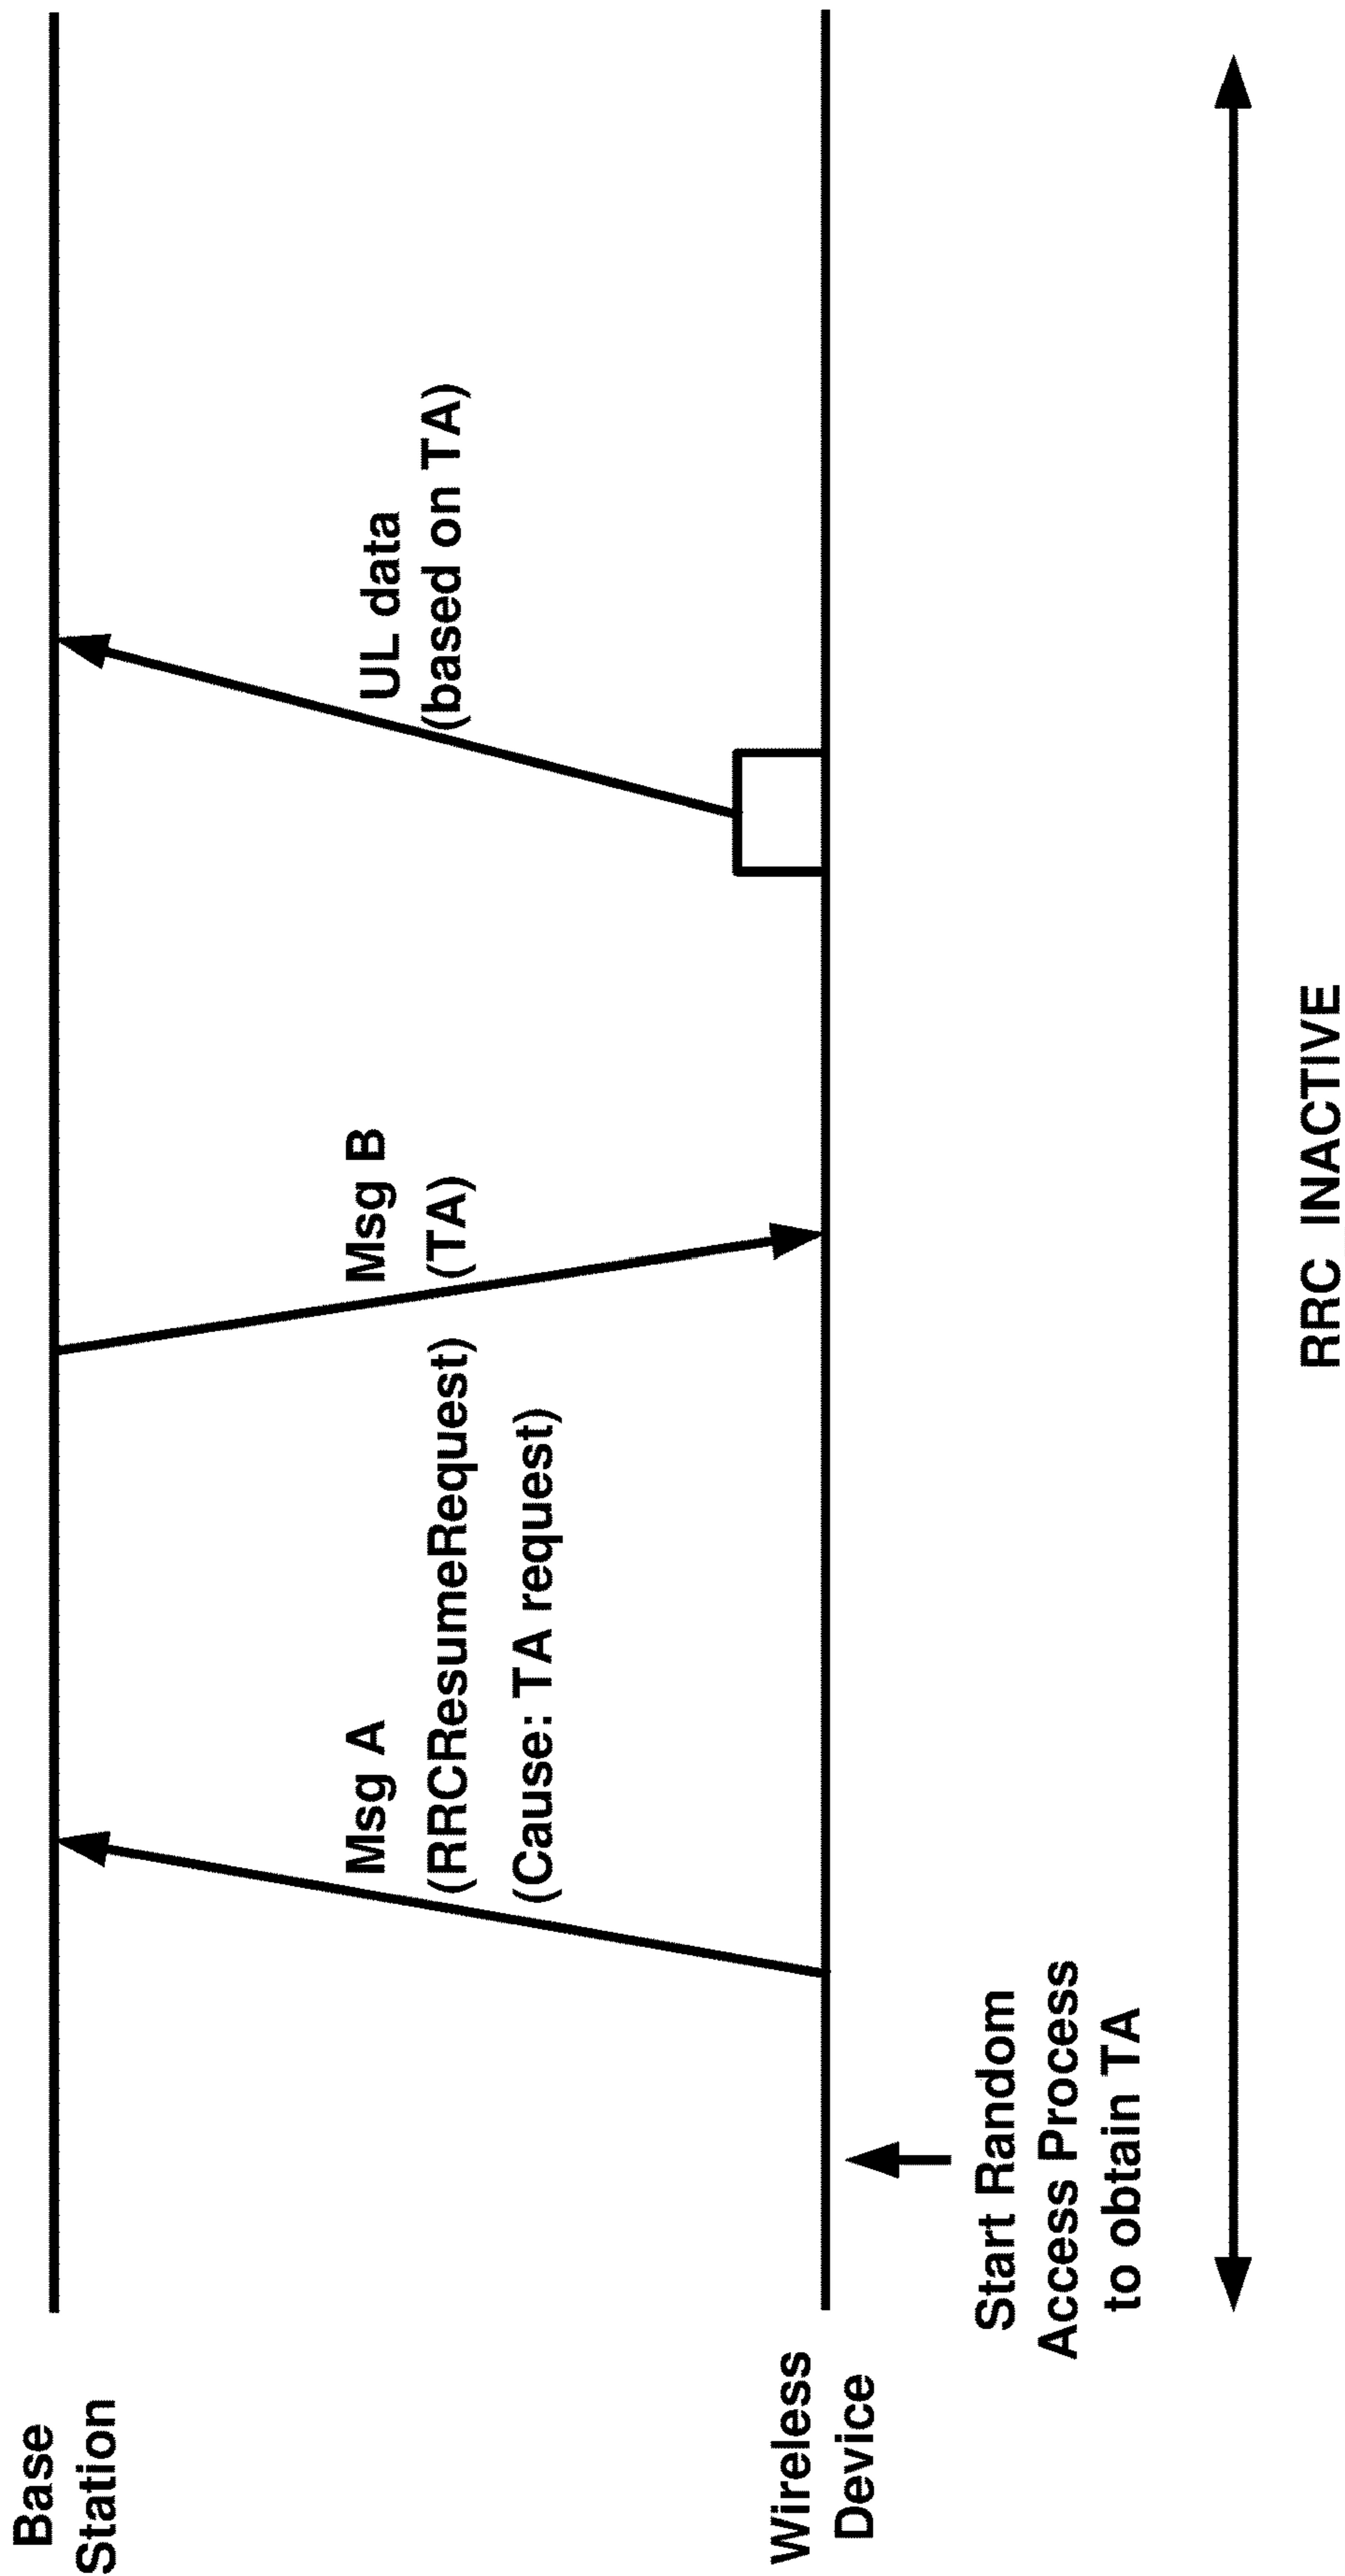 Base
Station
Msg A
(RRCResumeRequest)
(Cause: TA request)
Msg B
(TA)
UL data
(based on TA)
Wireless
Device
Start Random
Access Process
to obtain TA
RRC_INACTIVE